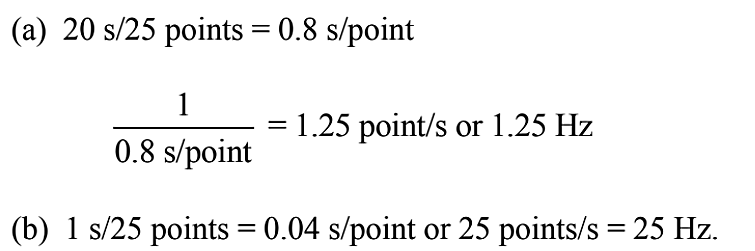 (a) 20 s/25 points = 0.8 s/point
1
0.8 s/point
= 1.25 point/s or 1.25 Hz
(b) 1 s/25 points = 0.04 s/point or 25 points/s = 25 Hz.